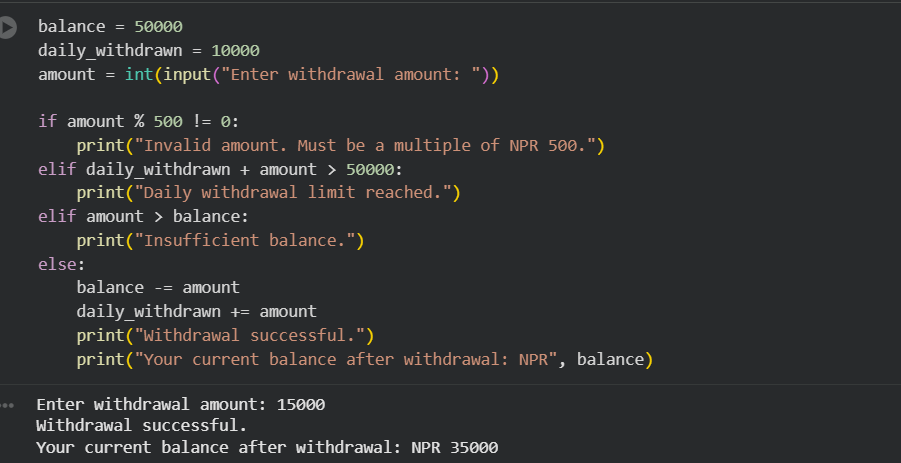 balance = 50000
daily_withdrawn = 10000
amount = int(input("Enter withdrawal amount: "))

if amount % 500 != 0:
    print("Invalid amount. Must be a multiple of NPR 500.")
elif daily_withdrawn + amount > 50000:
    print("Daily withdrawal limit reached.")
elif amount > balance:
    print("Insufficient balance.")
else:
    balance -= amount
    daily_withdrawn += amount
    print("Withdrawal successful.")
    print("Your current balance after withdrawal: NPR", balance)

Enter withdrawal amount: 15000
Withdrawal successful.
Your current balance after withdrawal: NPR 35000